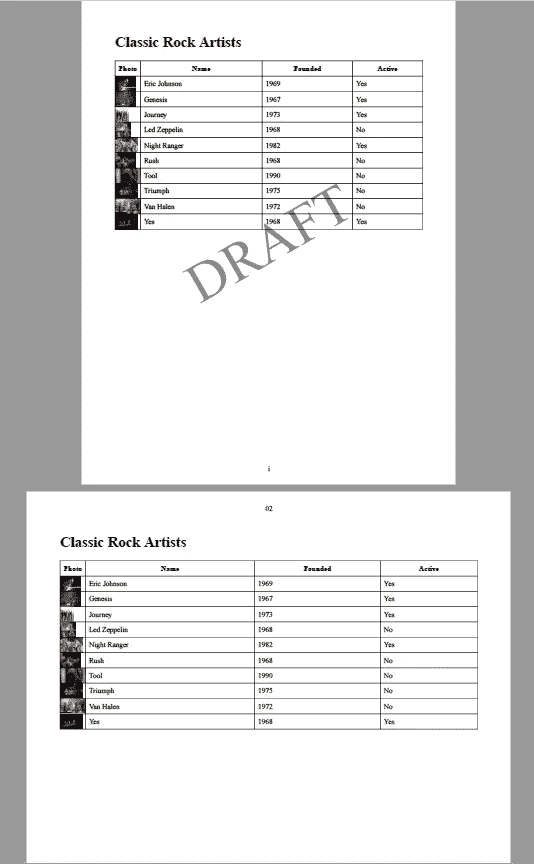 Classic Rock Artists
Photo Name Founded Active
Eric Johnson 1969 Yes
Genesis 1967 Yes
Journey 1973 Yes
Led Zeppelin 1968 No
Night Ranger 1982 Yes
Rush 1968 No
Tool 1990 No
Triumph 1975 No
Van Halen 1972 No
Yes 1968 Yes
DRAFT
i
02
Classic Rock Artists
Photo Name Founded Active
Eric Johnson 1969 Yes
Genesis 1967 Yes
Journey 1973 Yes
Led Zeppelin 1968 No
Night Ranger 1982 Yes
Rush 1968 No
Tool 1990 No
Triumph 1975 No
Van Halen 1972 No
Yes 1968 Yes